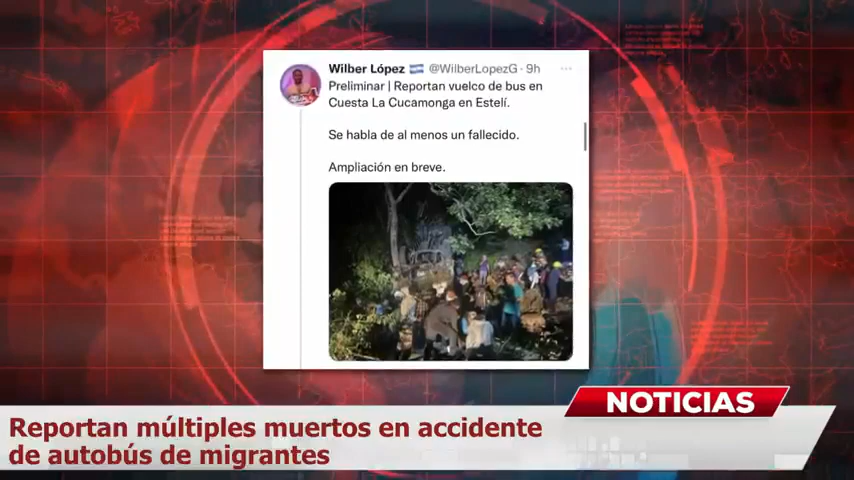 Wilber López 🇳🇮 @WilberLopezG · 9h ...
Preliminar | Reportan vuelco de bus en
Cuesta La Cucamonga en Estelí.
Se habla de al menos un fallecido.
Ampliación en breve.
NOTICIAS
Reportan múltiples muertos en accidente
de autobús de migrantes